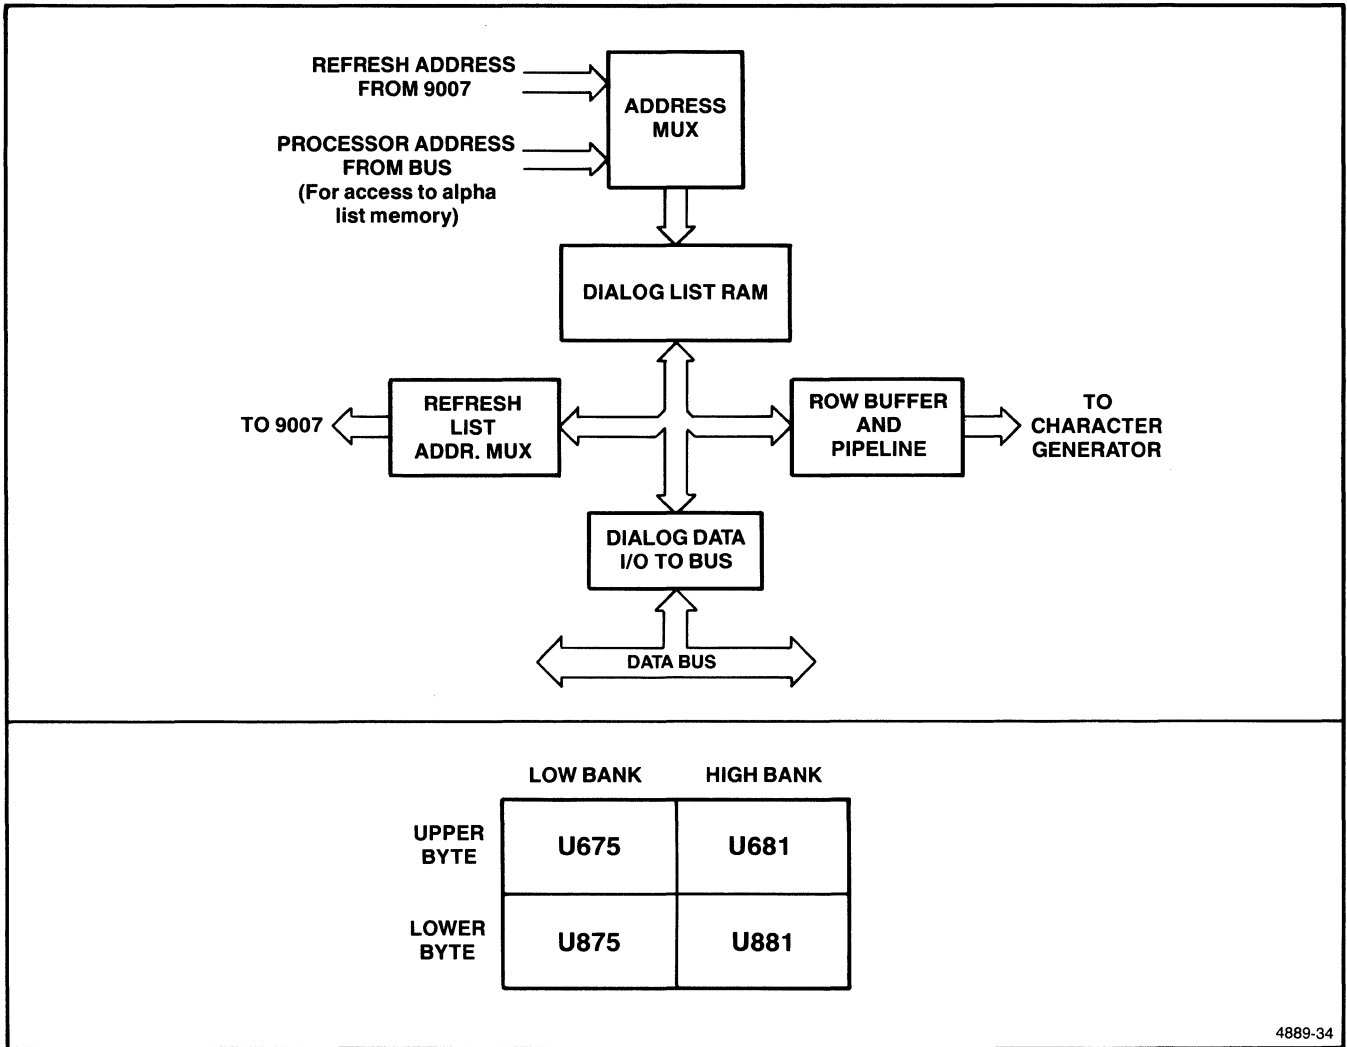 REFRESH ADDRESS
FROM 9007
PROCESSOR ADDRESS
FROM BUS
(For access to alpha
list memory)
ADDRESS
MUX
DIALOG LIST RAM
TO 9007
REFRESH
LIST
ADDR. MUX
ROW BUFFER
AND
PIPELINE
TO
CHARACTER
GENERATOR
DIALOG DATA
I/O TO BUS
DATA BUS
LOW BANK HIGH BANK
UPPER
BYTE
U675 U681
LOWER
BYTE
U875 U881
4889-34